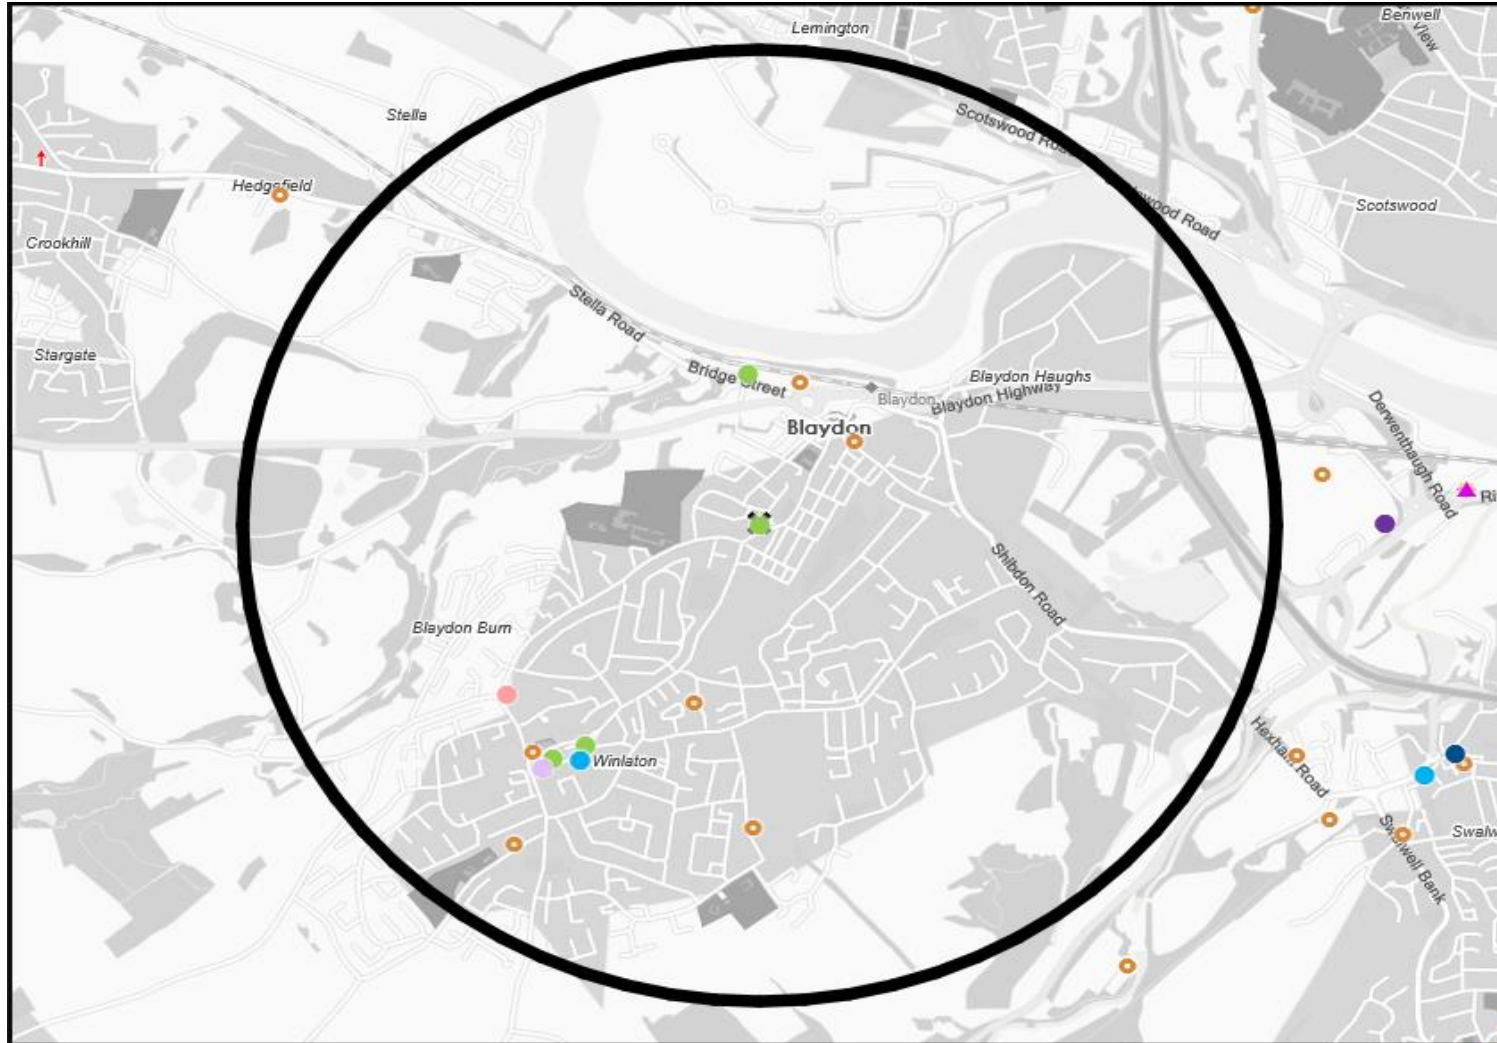 Lemington
Benwell
View
Stella
Scotswood Road
Hedgefield
Scotswood
Crookhill
Stella Road
Stargate
Bridge Street
Blaydon Haughs
Blaydon
Blaydon Highway
Blaydon
Derwenthaugh Road
Ri
Shibdon Road
Blaydon Burn
Winlaton
Hexham Road
Swalwell Bank
Swalw